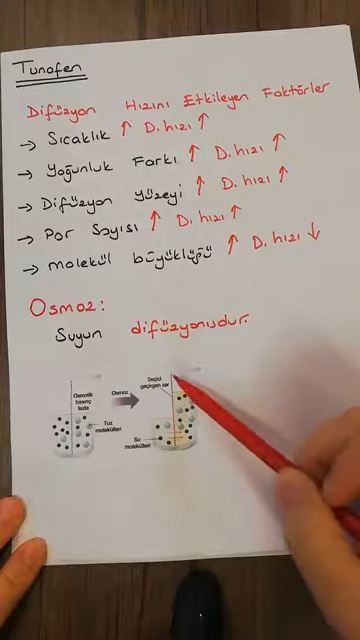 Tunafen
Difüzyon Hızını Etkileyen Faktörler
→ Sıcaklık ↑ D. hızı ↑
→ Yoğunluk Farkı ↑ D. hızı ↑
→ Difüzyon Yüzeyi ↑ D. hızı ↑
→ Por Sayısı ↑ D. hızı ↑
→ molekül büyüklüğü ↑ D. hızı ↓
Osmoz:
Suyun difüzyonudur.
Seçici
geçirgen zar
Osmotik
basınç
fazla
Osmoz
Tuz
molekülleri
Su
molekülleri